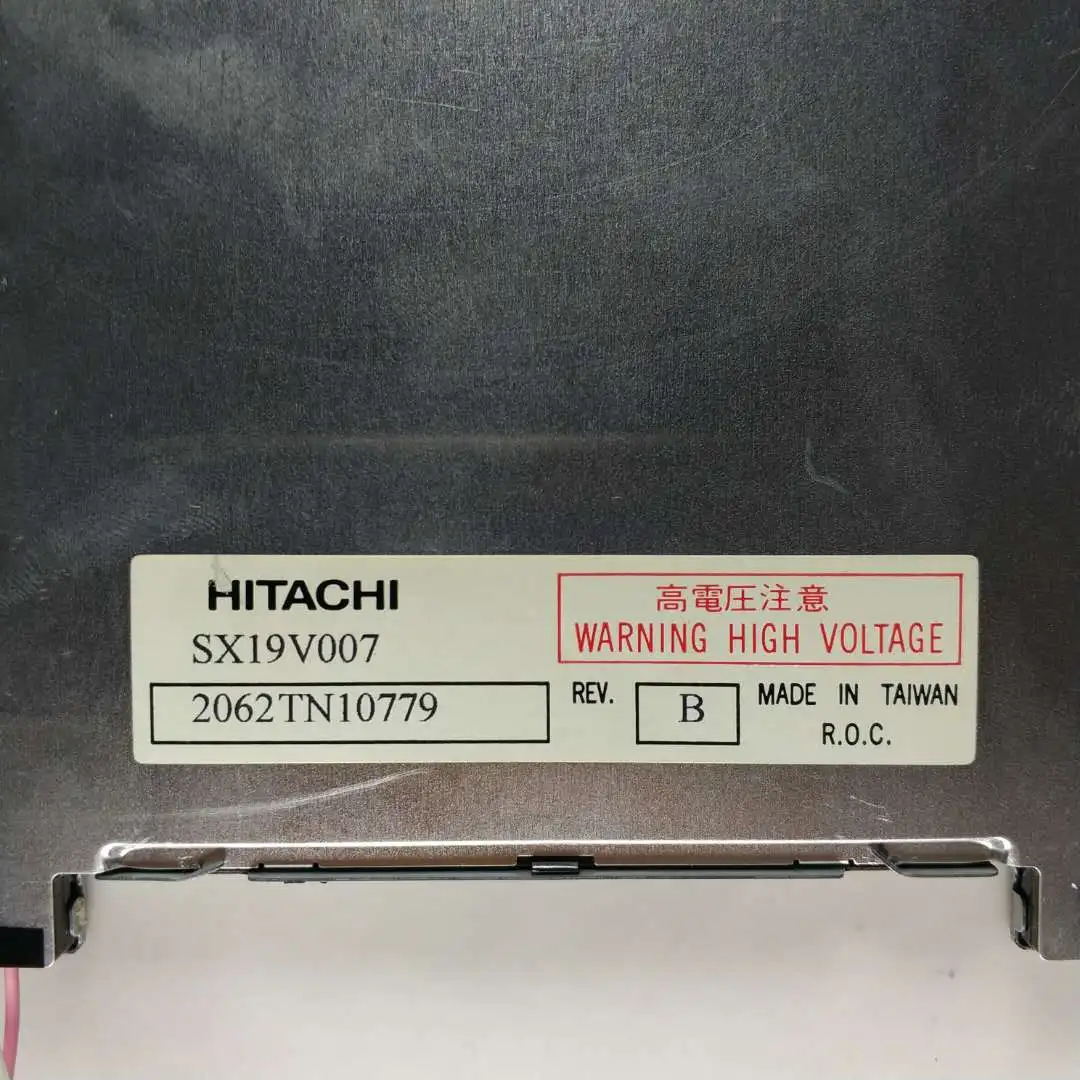 HITACHI
SX19V007
2062TN10779
高電圧注意
WARNING HIGH VOLTAGE
REV. B
MADE IN TAIWAN
R.O.C.